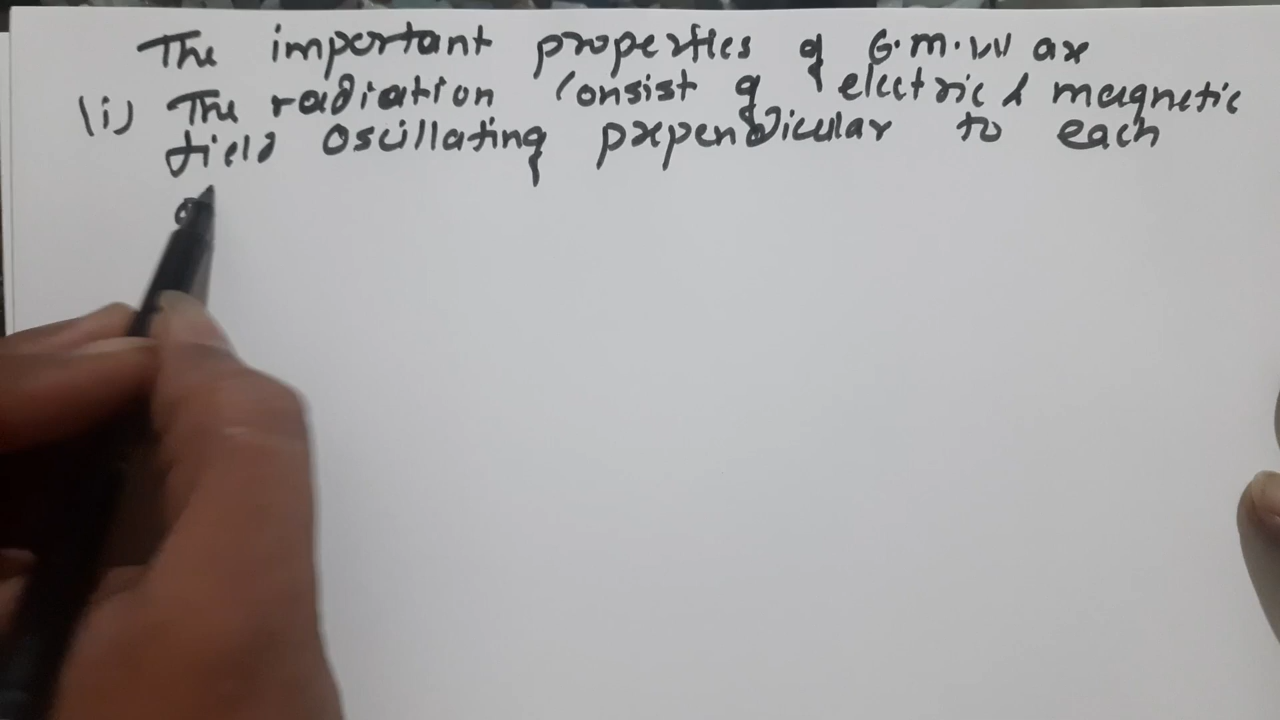 The important properties of E.M.W are
(i) The radiation consist of electric & magnetic
field oscillating perpendicular to each
o